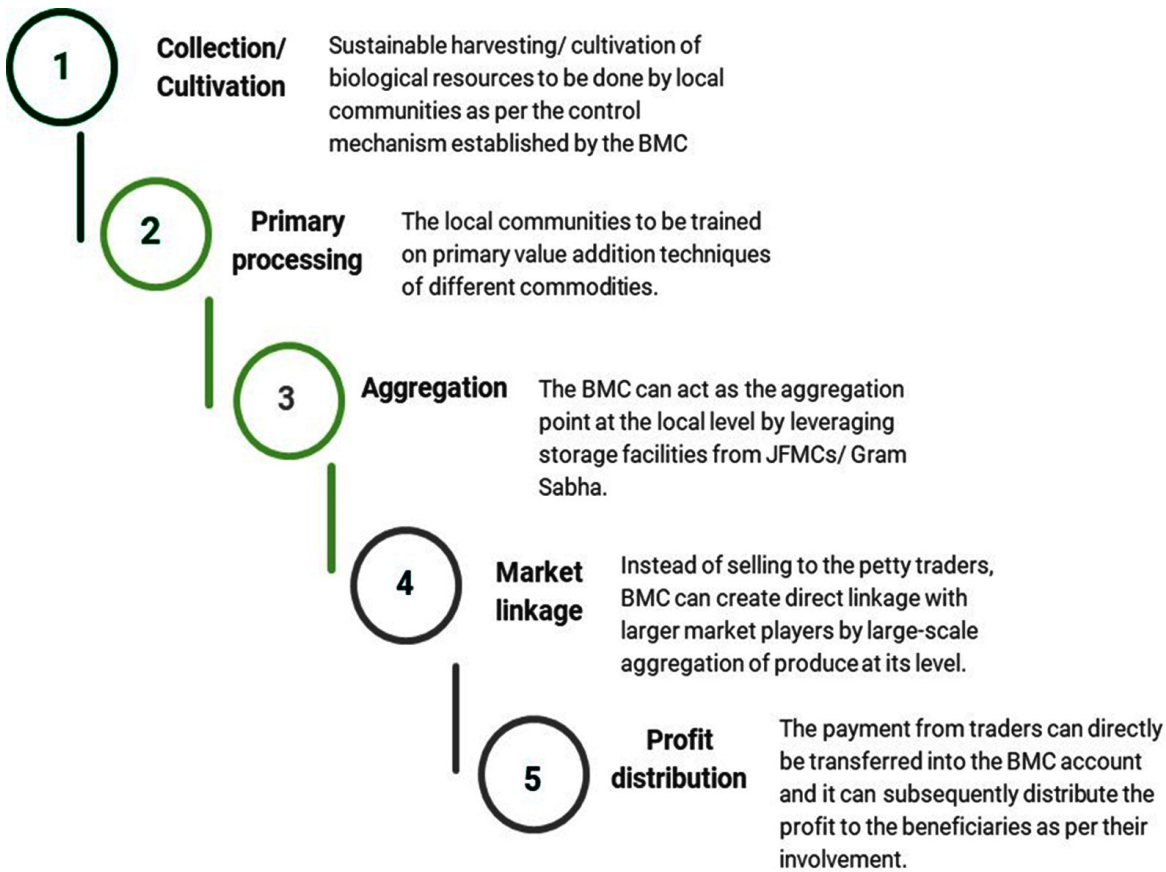 1
Collection/
Cultivation
Sustainable harvesting/ cultivation of
biological resources to be done by local
communities as per the control
mechanism established by the BMC
2
Primary
processing
The local communities to be trained
on primary value addition techniques
of different commodities.
3
Aggregation
The BMC can act as the aggregation
point at the local level by leveraging
storage facilities from JFMCs/ Gram
Sabha.
4
Market
linkage
Instead of selling to the petty traders,
BMC can create direct linkage with
larger market players by large-scale
aggregation of produce at its level.
5
Profit
distribution
The payment from traders can directly
be transferred into the BMC account
and it can subsequently distribute the
profit to the beneficiaries as per their
involvement.